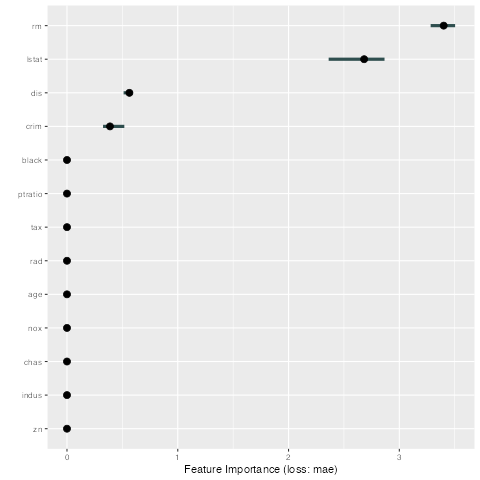 rm
lstat
dis
crim
black
ptratio
tax
rad
age
nox
chas
indus
zn
0 1 2 3
Feature Importance (loss: mae)